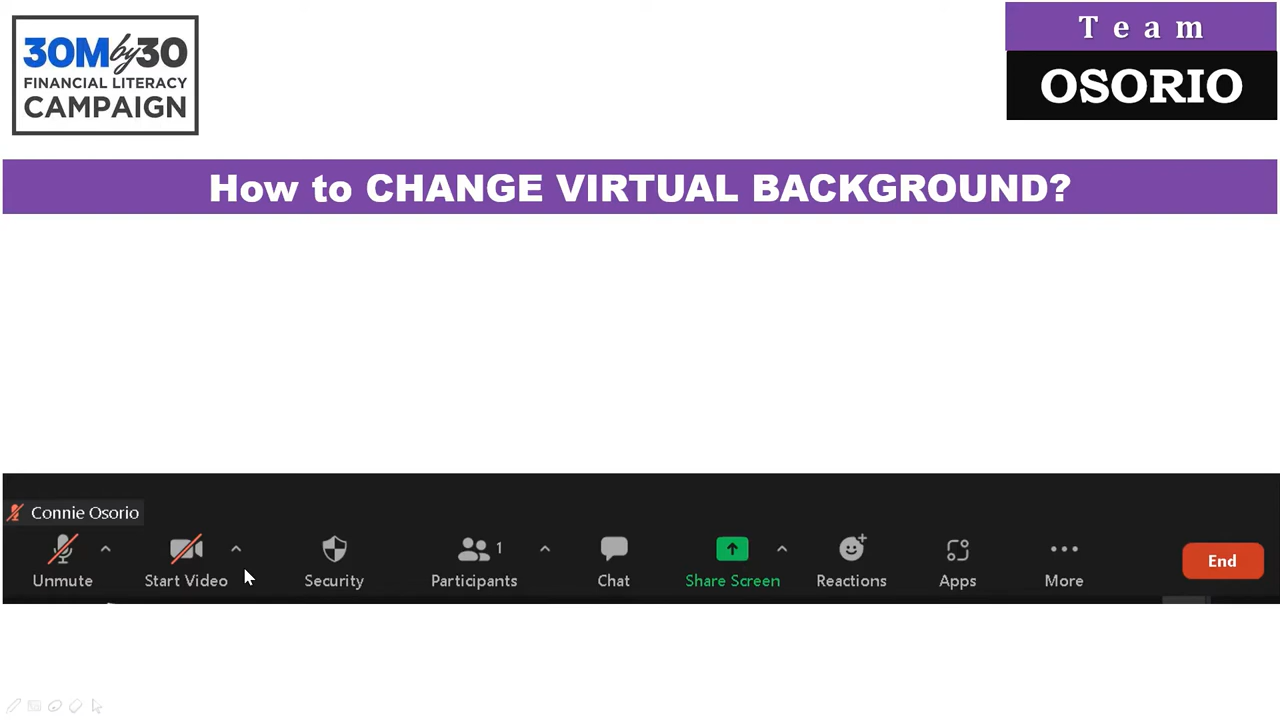 30M by 30
FINANCIAL LITERACY
CAMPAIGN
Team
OSORIO
How to CHANGE VIRTUAL BACKGROUND?
Connie Osorio
1
Unmute
Start Video
Security
Participants
Chat
Share Screen
Reactions
Apps
More
End